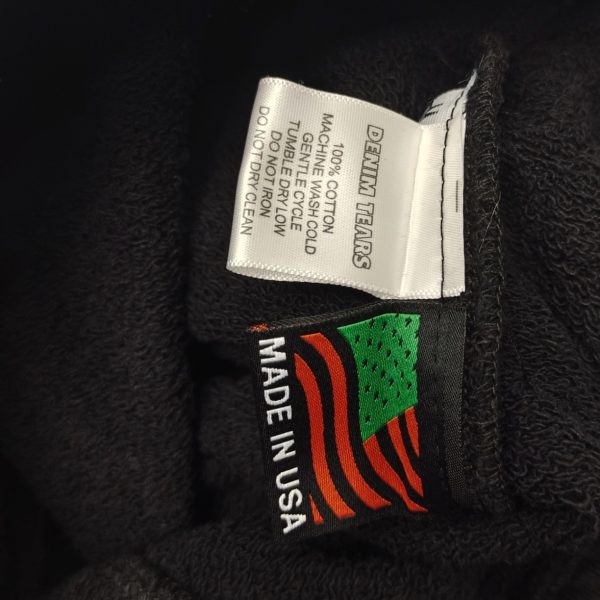 DENIM TEARS
100% COTTON
MACHINE WASH COLD
GENTLE CYCLE
TUMBLE DRY LOW
DO NOT IRON
DO NOT DRY CLEAN
MADE IN USA